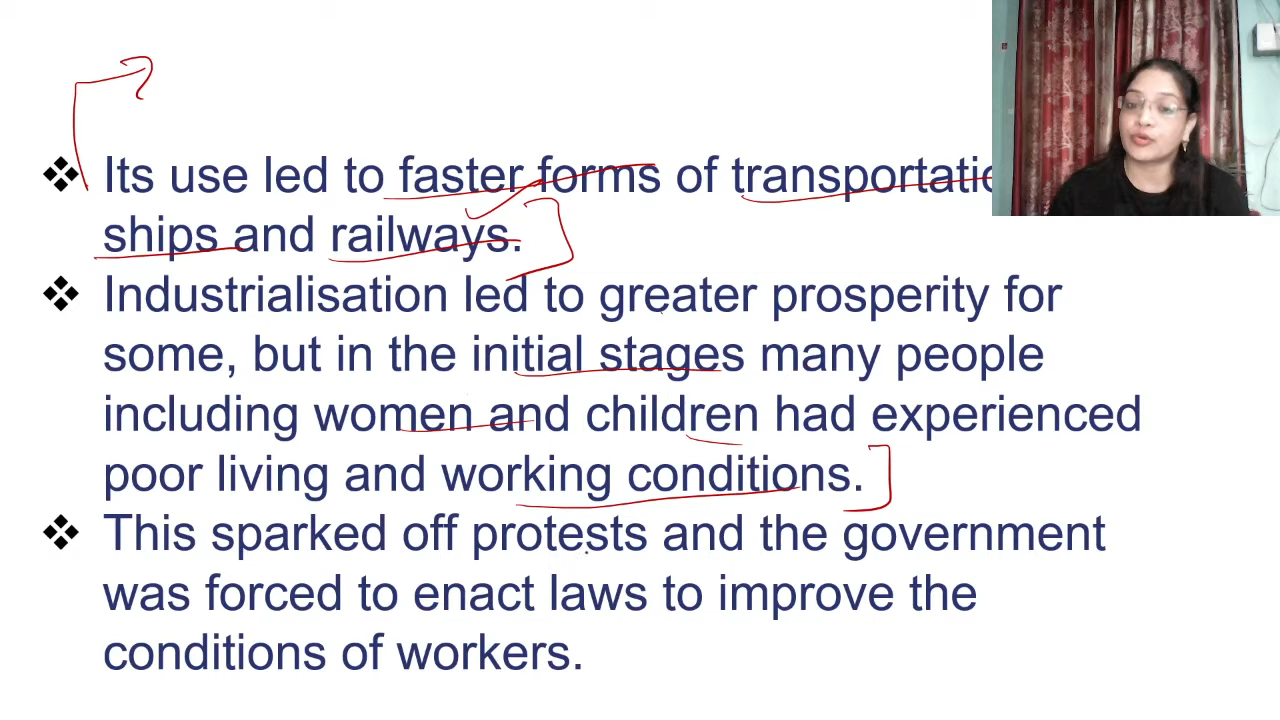 ❖ Its use led to faster forms of
ships and railways.
❖ Industrialisation led to greater prosperity for
some, but in the initial stages many people
including women and children had experienced
poor living and working conditions.
❖ This sparked off protests and the government
was forced to enact laws to improve the
conditions of workers.